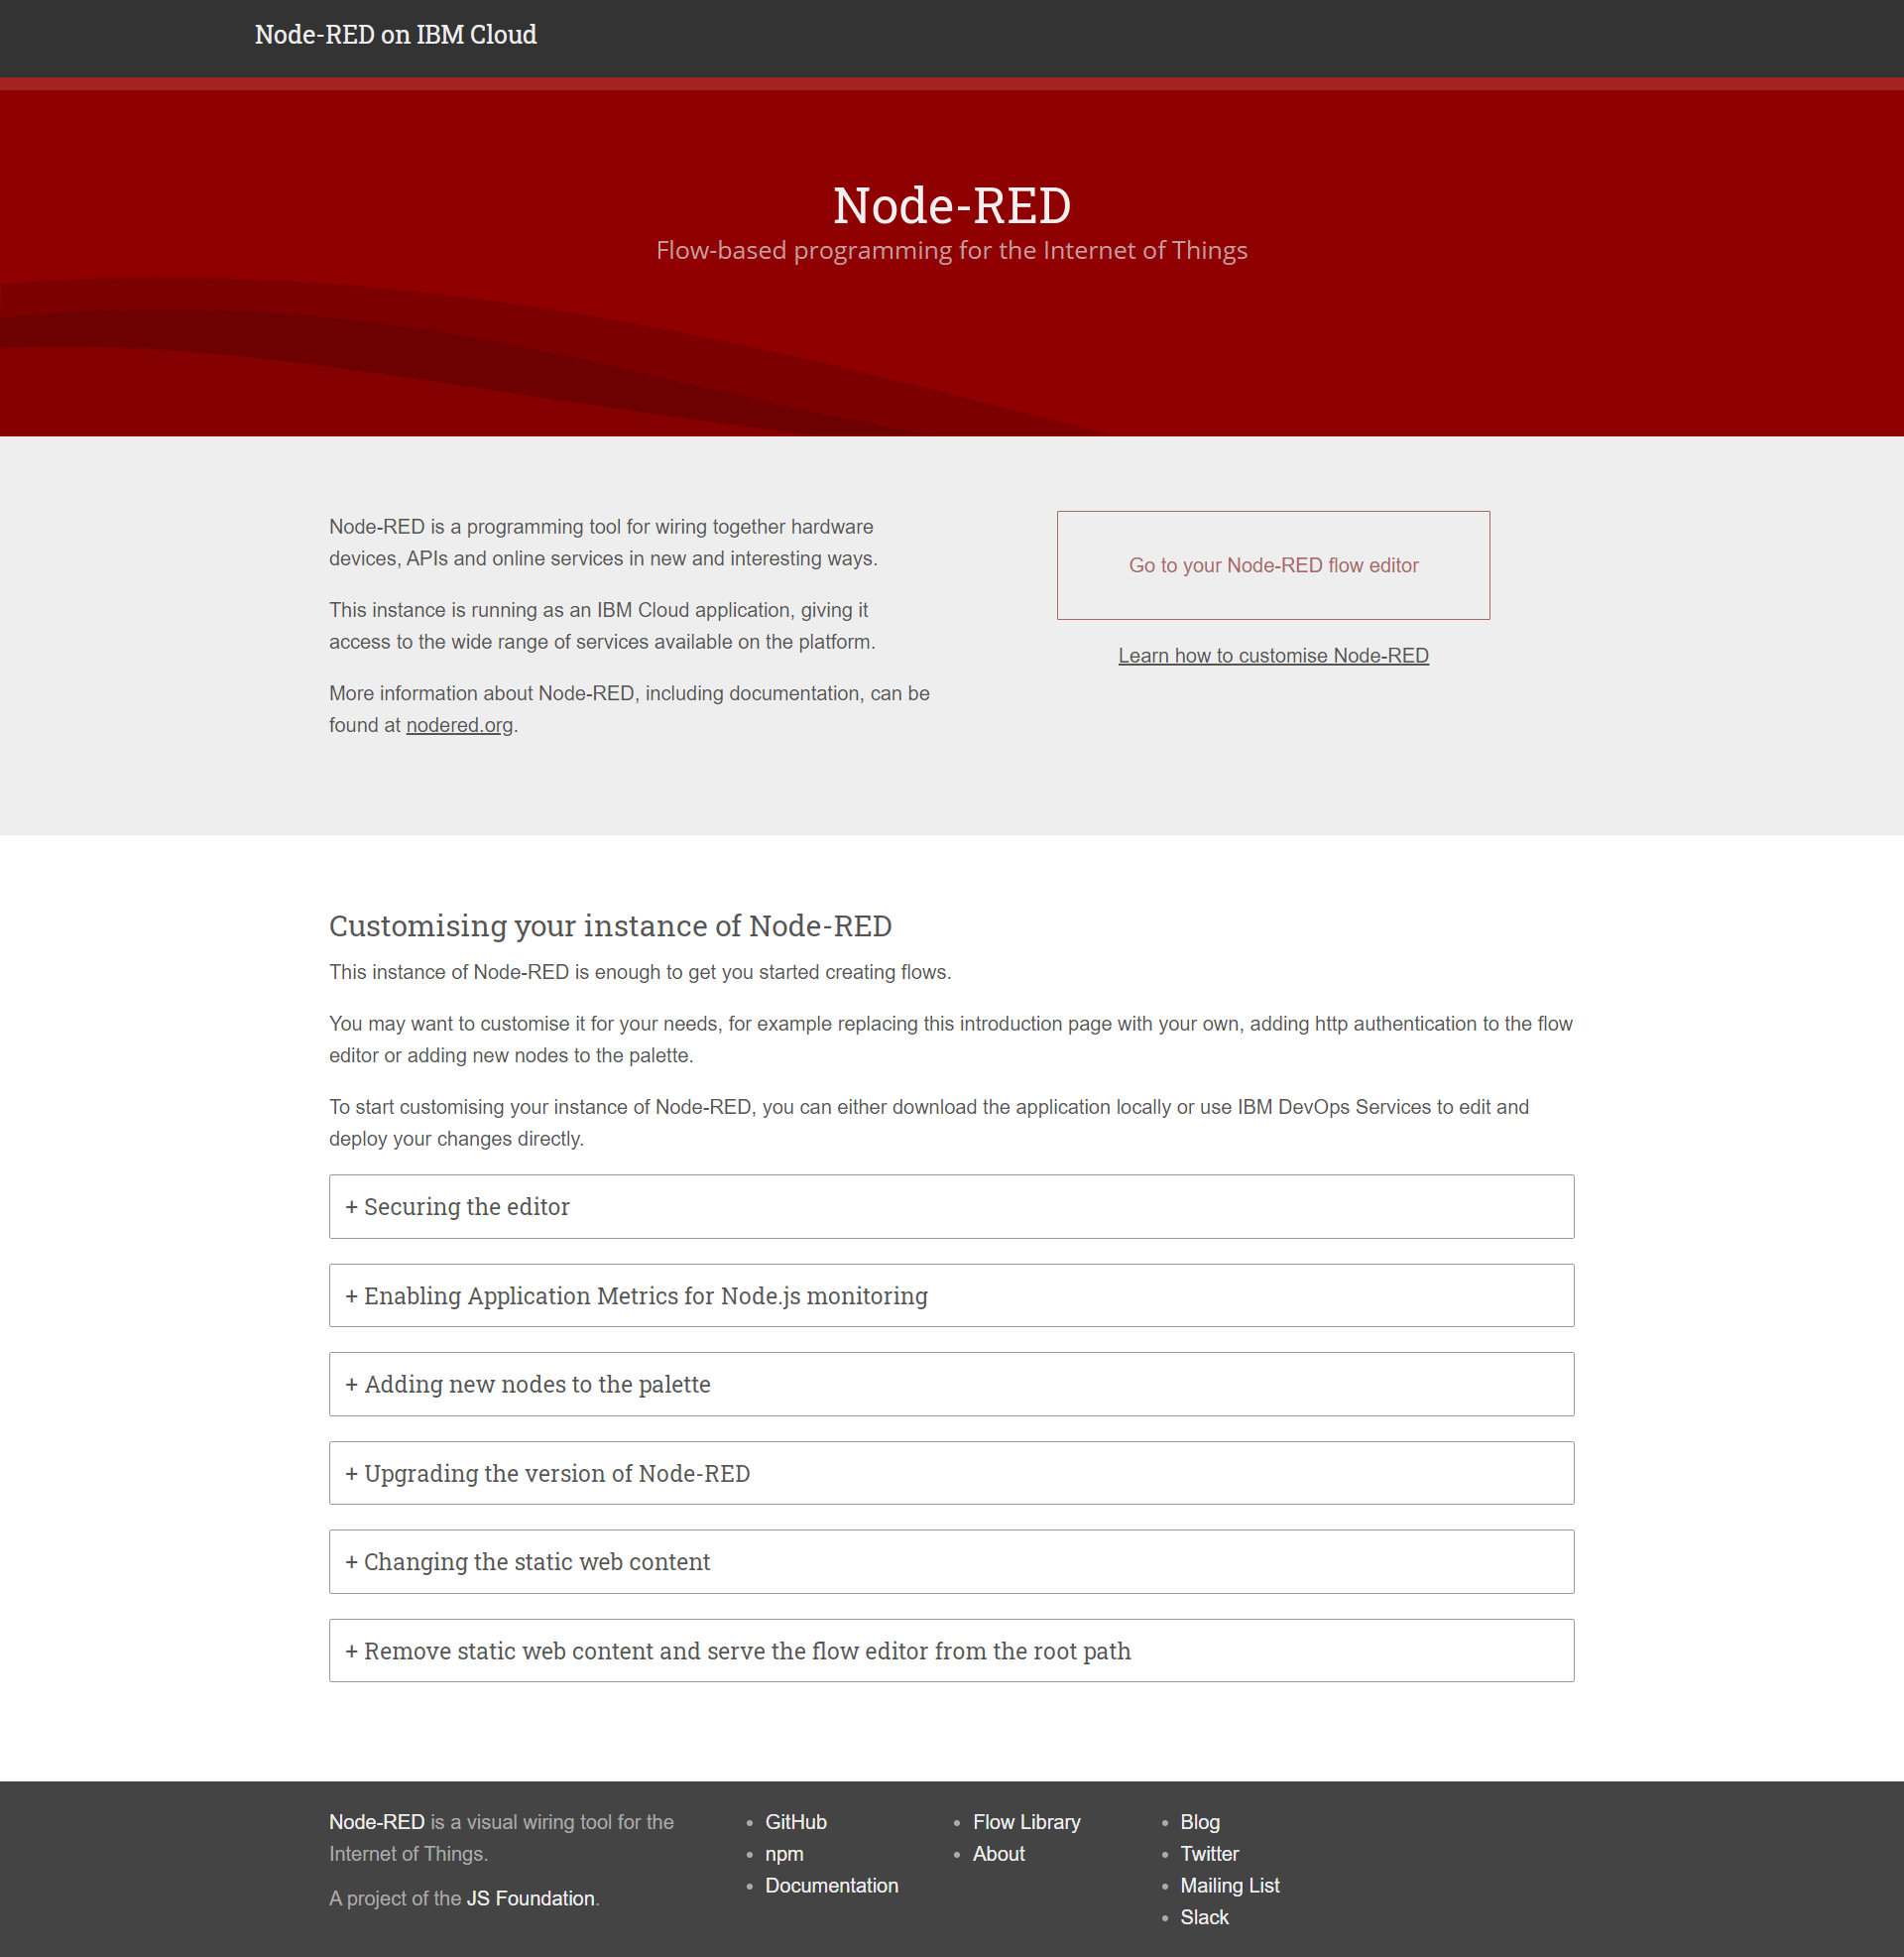 Node-RED on IBM Cloud
Node-RED
Flow-based programming for the Internet of Things
Node-RED is a programming tool for wiring together hardware
devices, APIs and online services in new and interesting ways.
This instance is running as an IBM Cloud application, giving it
access to the wide range of services available on the platform.
More information about Node-RED, including documentation, can be
found at nodered.org.
Go to your Node-RED flow editor
Learn how to customise Node-RED
Customising your instance of Node-RED
This instance of Node-RED is enough to get you started creating flows.
You may want to customise it for your needs, for example replacing this introduction page with your own, adding http authentication to the flow
editor or adding new nodes to the palette.
To start customising your instance of Node-RED, you can either download the application locally or use IBM DevOps Services to edit and
deploy your changes directly.
+ Securing the editor
+ Enabling Application Metrics for Node.js monitoring
+ Adding new nodes to the palette
+ Upgrading the version of Node-RED
+ Changing the static web content
+ Remove static web content and serve the flow editor from the root path
Node-RED is a visual wiring tool for the
Internet of Things.
A project of the JS Foundation.
• GitHub
• npm
• Documentation
• Flow Library
• About
• Blog
• Twitter
• Mailing List
• Slack